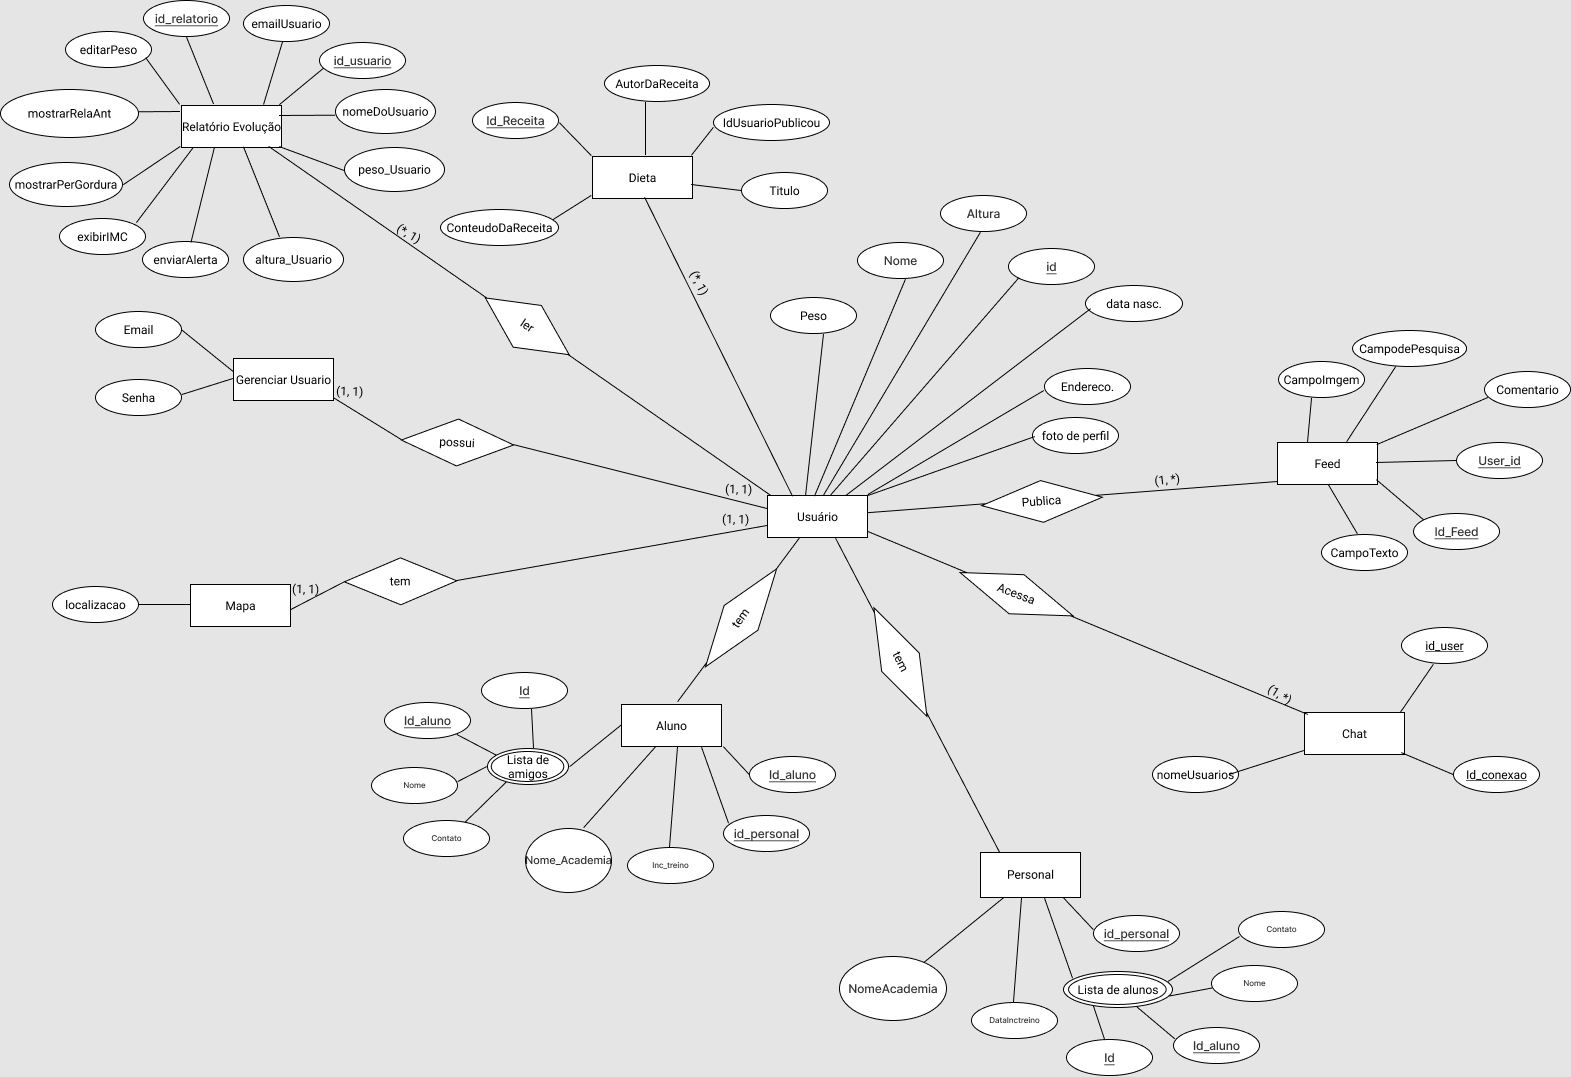 id_relatorio
emailUsuario
editarPeso
id_usuario
mostrarRelaAnt
nomeDoUsuario
Relatório Evolução
peso_Usuario
mostrarPerGordura
exibirIMC
enviarAlerta
altura_Usuario
(*, 1)
ler
AutorDaReceita
Id_Receita
IdUsuarioPublicou
Dieta
Titulo
ConteudoDaReceita
(*, 1)
Altura
Nome
id
data nasc.
Peso
Endereco.
foto de perfil
Email
Gerenciar Usuario
Senha
(1, 1)
possui
(1, 1)
Usuário
(1, 1)
tem
(1, 1)
localizacao
Mapa
Publica
(1, *)
CampodePesquisa
CampoImgem
Comentario
Feed
User_id
Id_Feed
CampoTexto
Acessa
(1, *)
id_user
Chat
nomeUsuarios
Id_conexao
tem
Id
Id_aluno
Aluno
Lista de
amigos
Nome
Contato
Id_aluno
id_personal
Nome_Academia
Inc_treino
tem
Personal
id_personal
NomeAcademia
DataInctreino
Lista de alunos
Contato
Nome
Id_aluno
Id